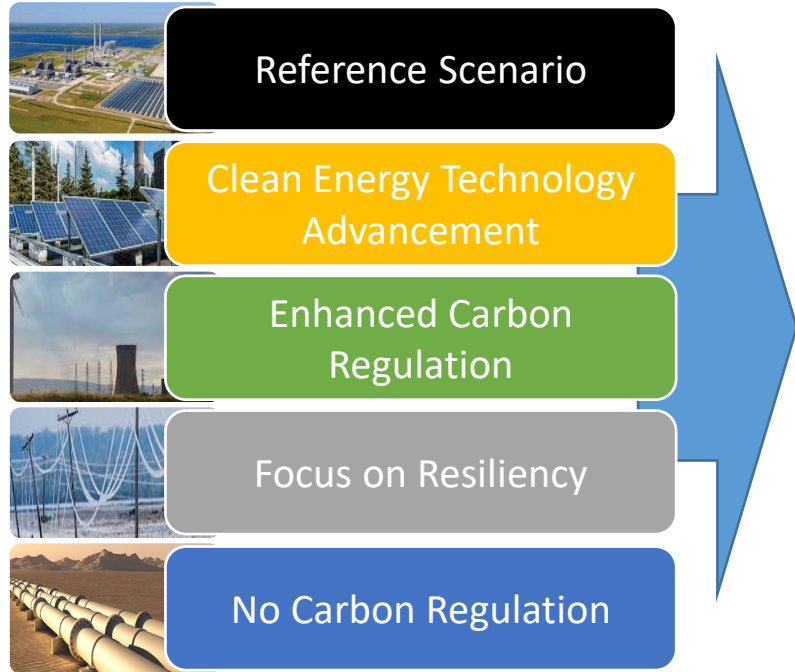 Reference Scenario
Clean Energy Technology
Advancement
Enhanced Carbon
Regulation
Focus on Resiliency
No Carbon Regulation